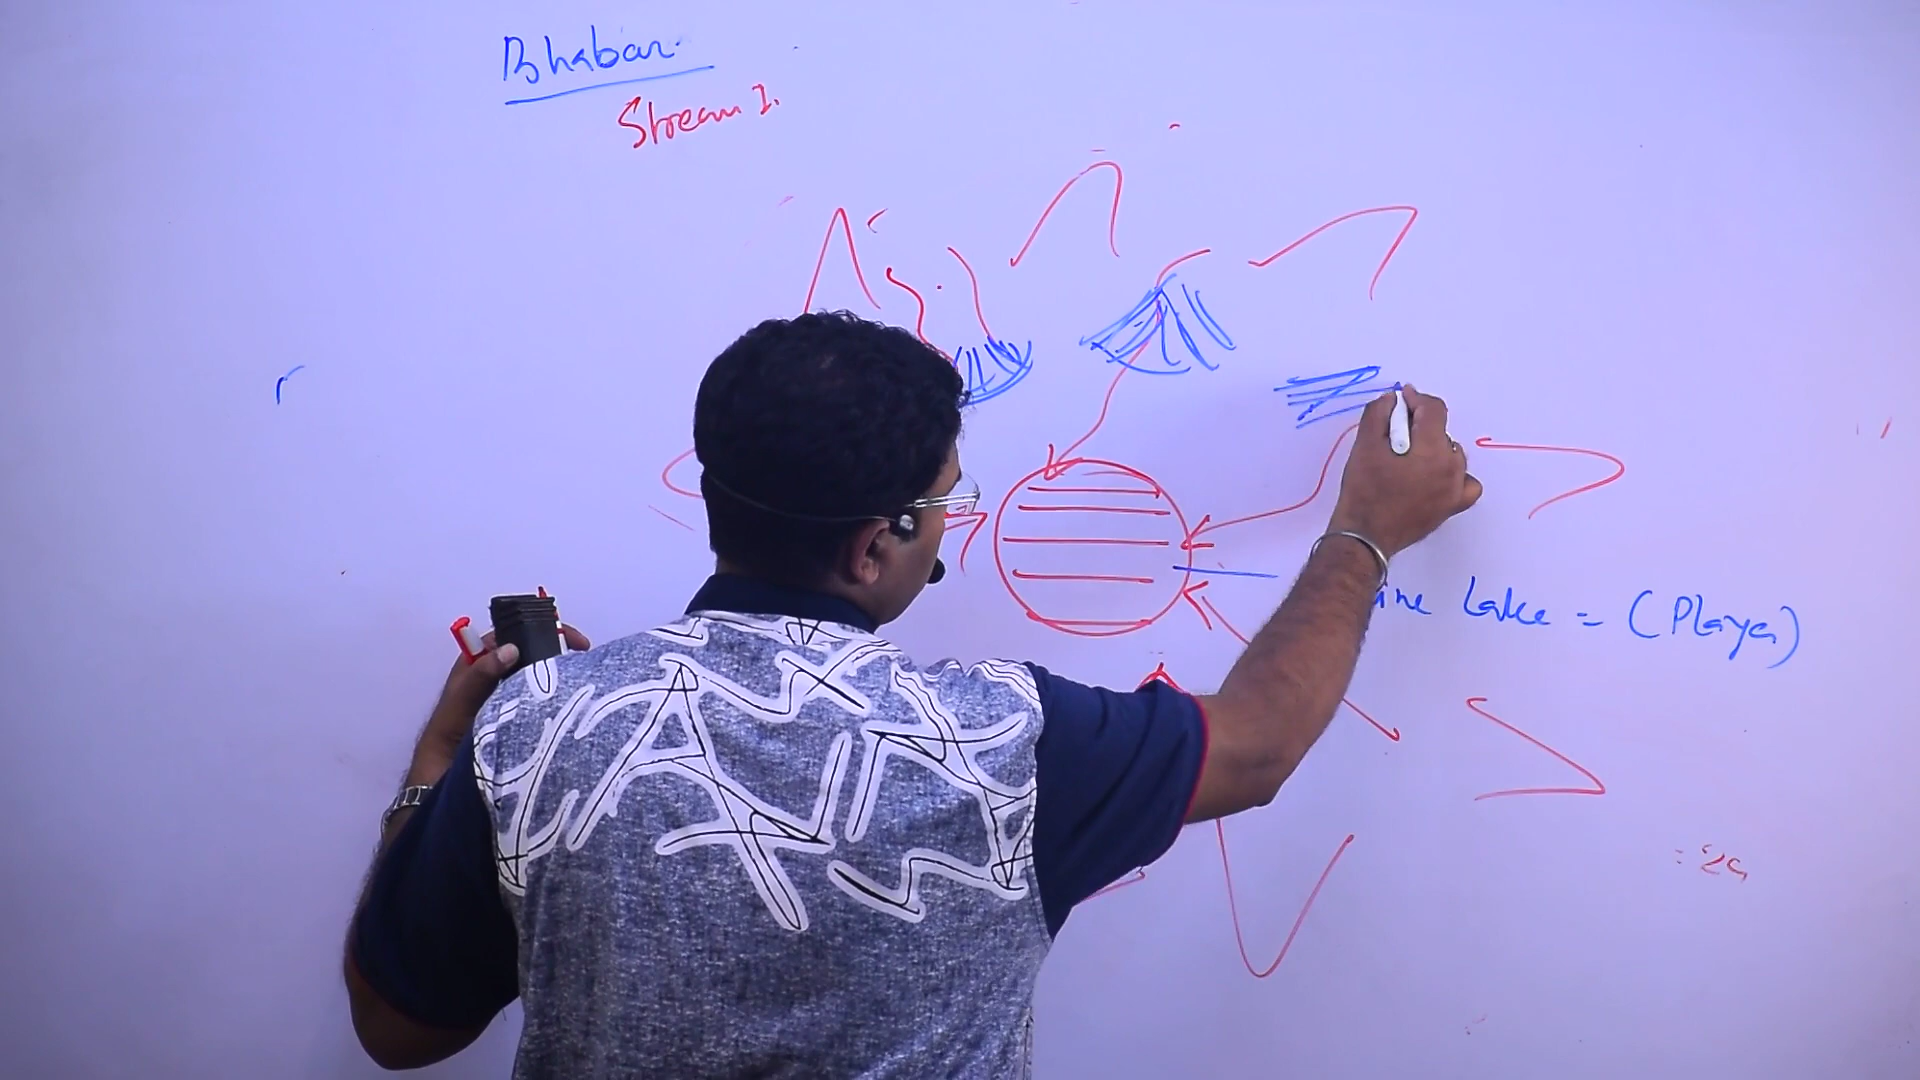 Bhabar
Stream
Lake = (Playa)